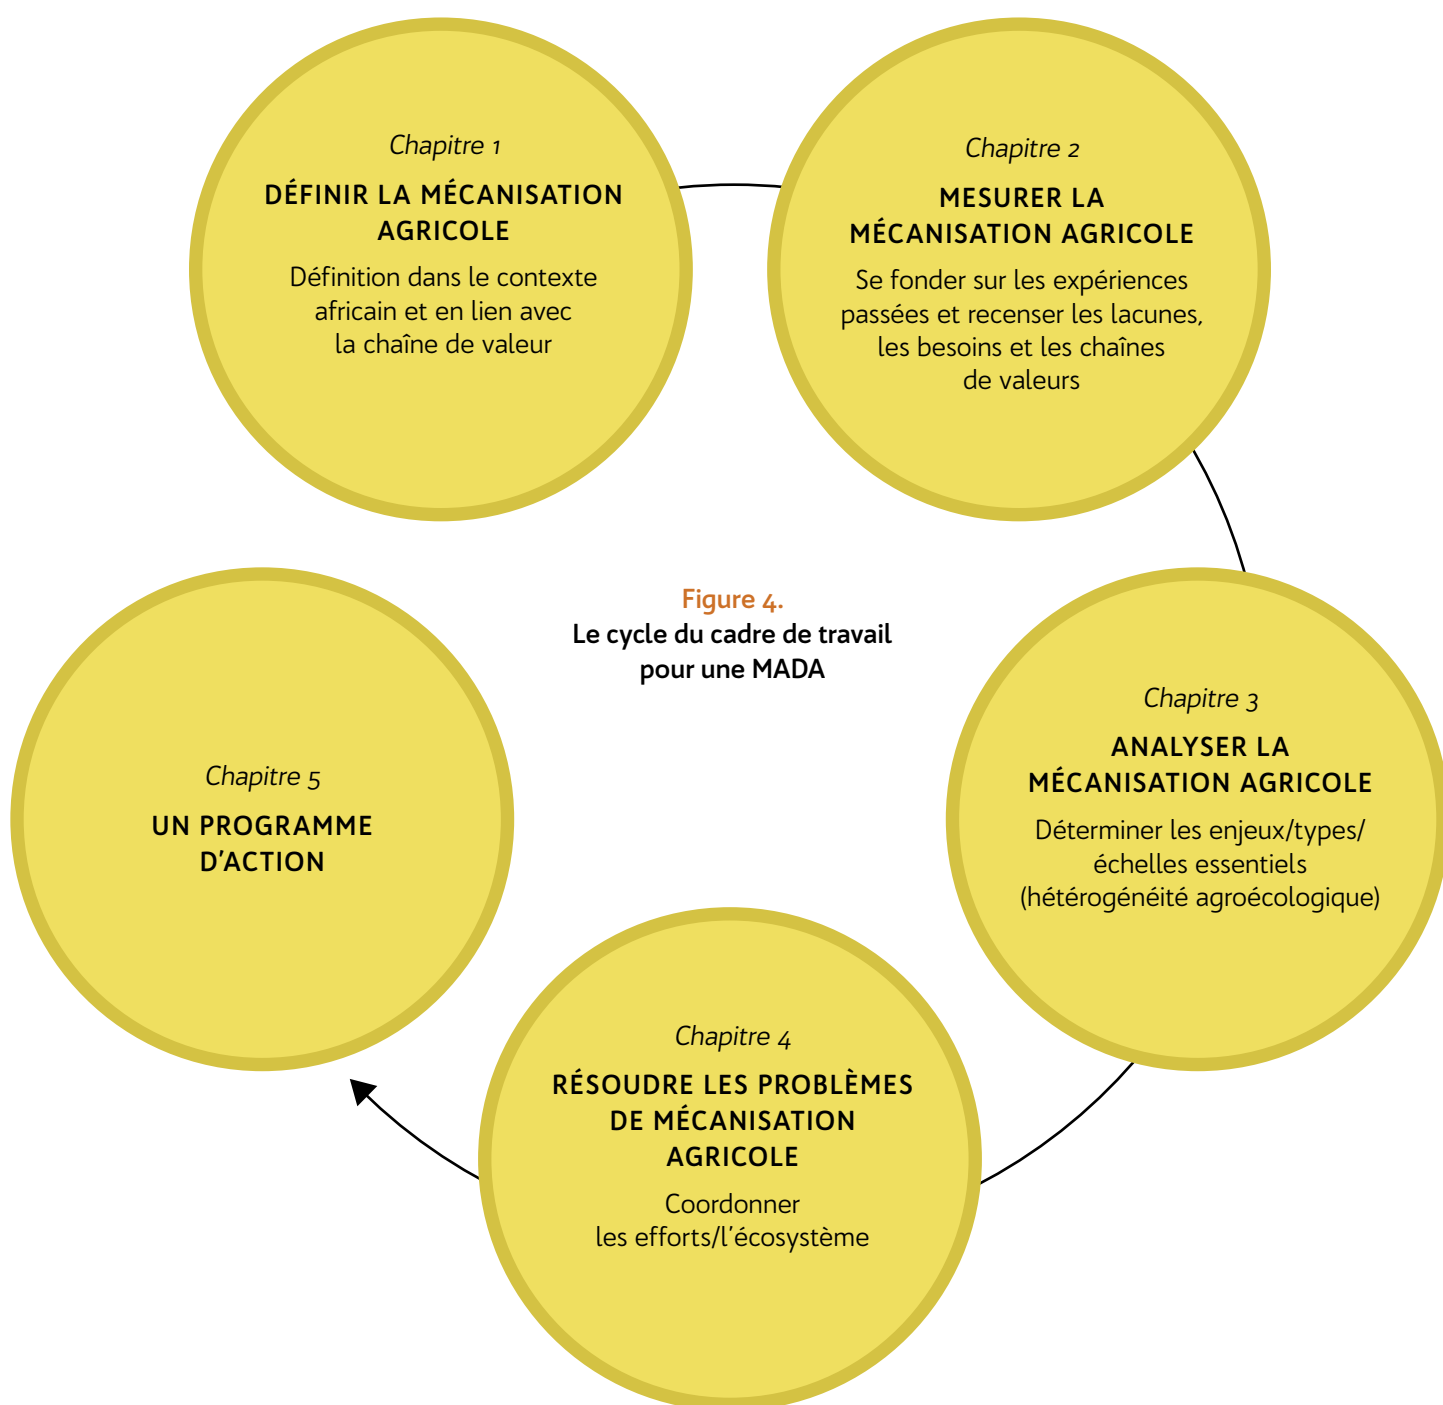 Chapitre 1
DÉFINIR LA MÉCANISATION
AGRICOLE
Définition dans le contexte
africain et en lien avec
la chaîne de valeur
Chapitre 2
MESURER LA
MÉCANISATION AGRICOLE
Se fonder sur les expériences
passées et recenser les lacunes,
les besoins et les chaînes
de valeurs
Figure 4.
Le cycle du cadre de travail
pour une MADA
Chapitre 3
ANALYSER LA
MÉCANISATION AGRICOLE
Déterminer les enjeux/types/
échelles essentiels
(hétérogénéité agroécologique)
Chapitre 4
RÉSOUDRE LES PROBLÈMES
DE MÉCANISATION
AGRICOLE
Coordonner
les efforts/l'écosystème
Chapitre 5
UN PROGRAMME
D'ACTION